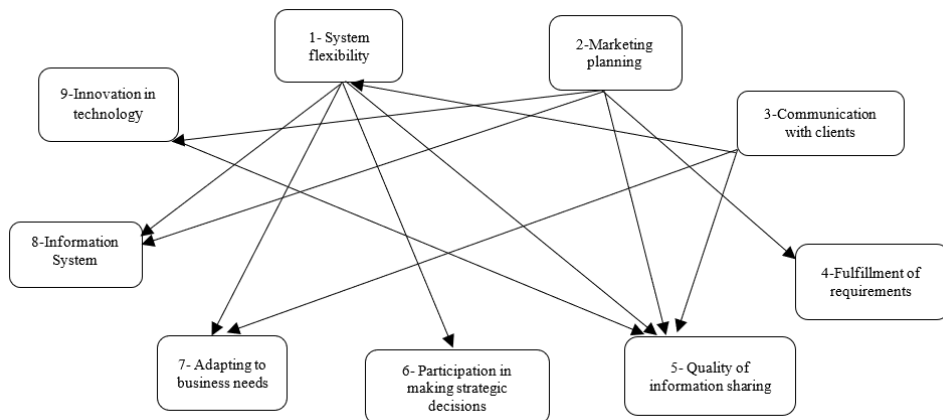 1- System
flexibility
2-Marketing
planning
3-Communication
with clients
4-Fulfillment of
requirements
5- Quality of
information sharing
6- Participation in
making strategic
decisions
7- Adapting to
business needs
8-Information
System
9-Innovation in
technology